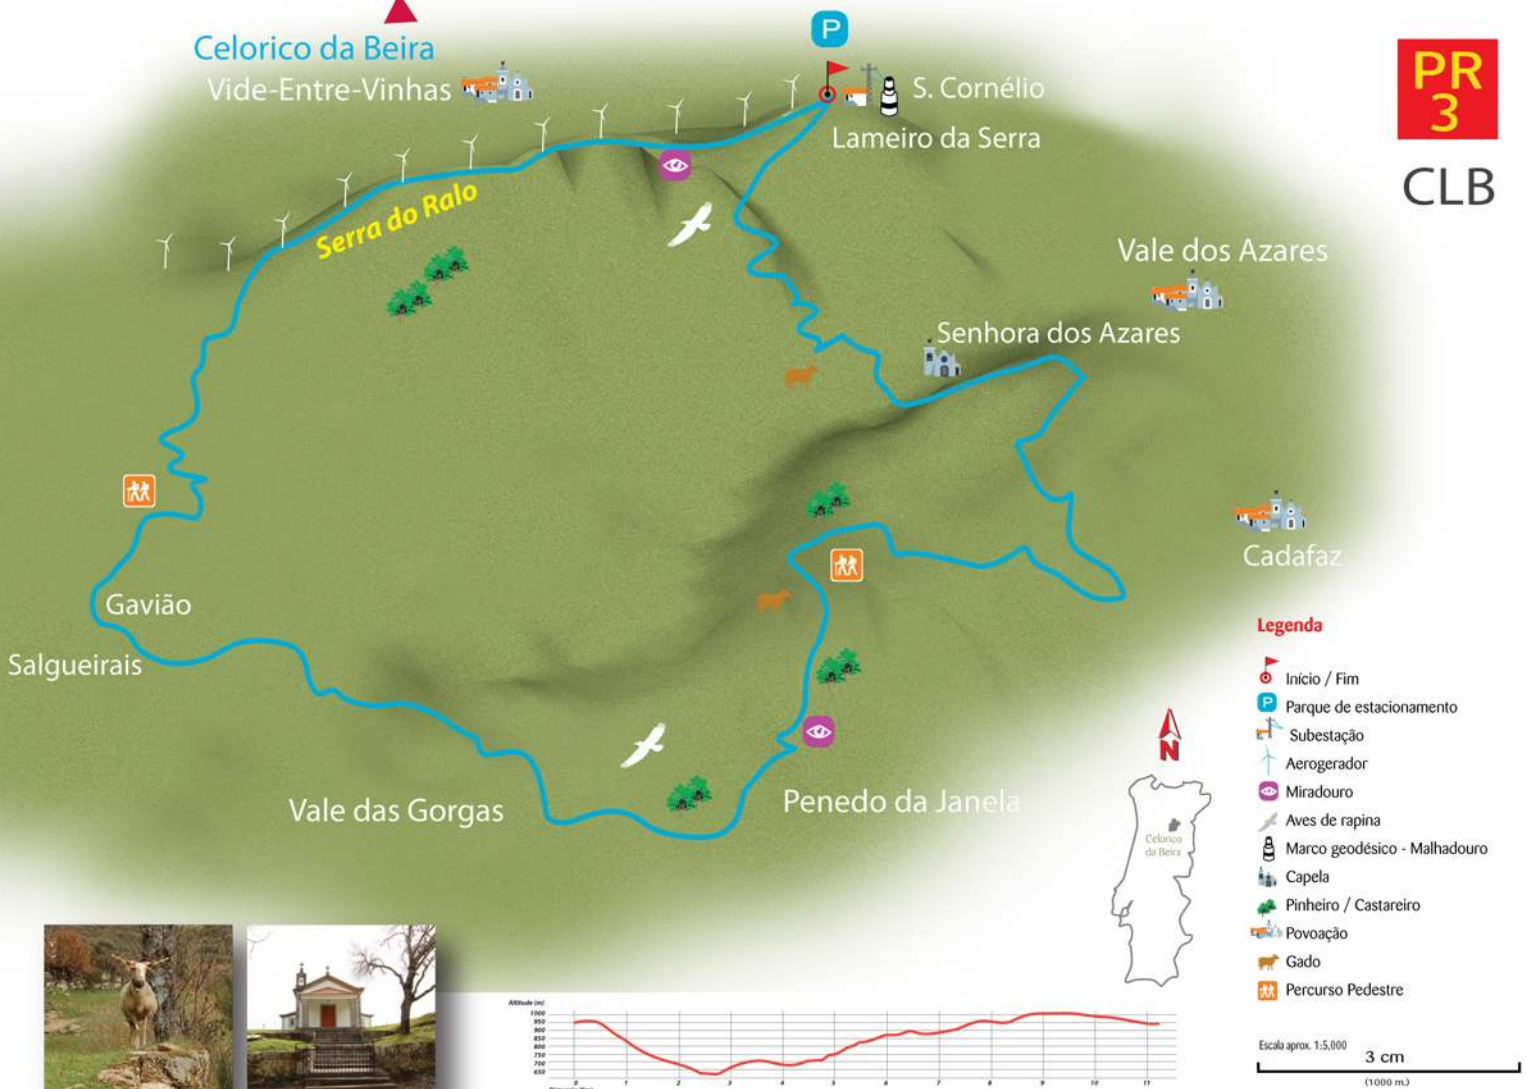 P
Celorico da Beira
Vide-Entre-Vinhas
S. Cornélio
Lameiro da Serra
PR
3
CLB
Serra do Ralo
Vale dos Azares
Senhora dos Azares
Cadafaz
Gavião
Salgueirais
Vale das Gorgas
Penedo da Janela
Legenda
Início / Fim
P Parque de estacionamento
Subestação
Aerogerador
Miradouro
Aves de rapina
Marco geodésico - Malhadouro
Capela
Pinheiro / Castareiro
Povoação
Gado
Percurso Pedestre
N
Celorico
da Beira
Escala aprox. 1:5,000
3 cm
(1000 m.)
Altitude (m)
1000
950
900
850
800
750
700
650
0 1 2 3 4 5 6 7 8 9 10 11